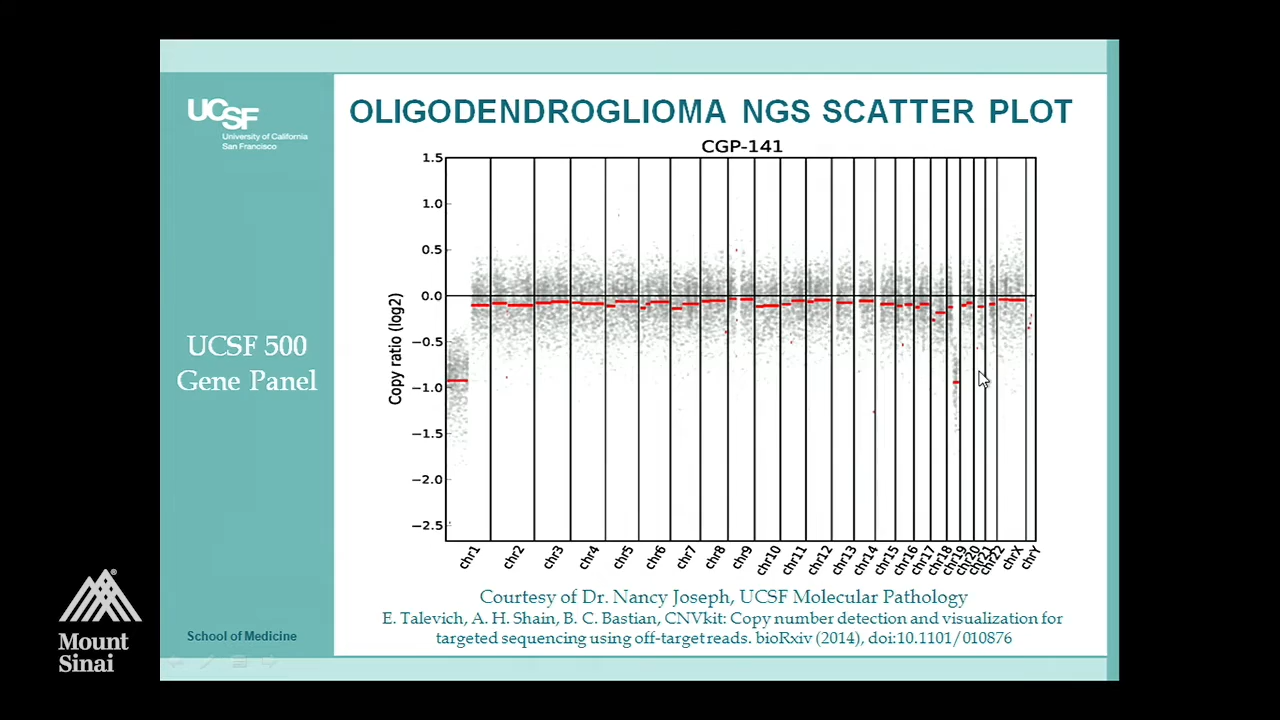 OLIGODENDROGLIOMA NGS SCATTER PLOT
UCSF
University of California
San Francisco
CGP-141
1.5
1.0
0.5
0.0
−0.5
−1.0
−1.5
−2.0
−2.5
Copy ratio (log2)
chr1
chr2
chr3
chr4
chr5
chr6
chr7
chr8
chr9
chr10
chr11
chr12
chr13
chr14
chr15
chr16
chr17
chr18
chr19
chr20
chr21
chr22
chrX
chrY
UCSF 500
Gene Panel
Courtesy of Dr. Nancy Joseph, UCSF Molecular Pathology
E. Talevich, A. H. Shain, B. C. Bastian, CNVkit: Copy number detection and visualization for
targeted sequencing using off-target reads. bioRxiv (2014), doi:10.1101/010876
School of Medicine
Mount
Sinai